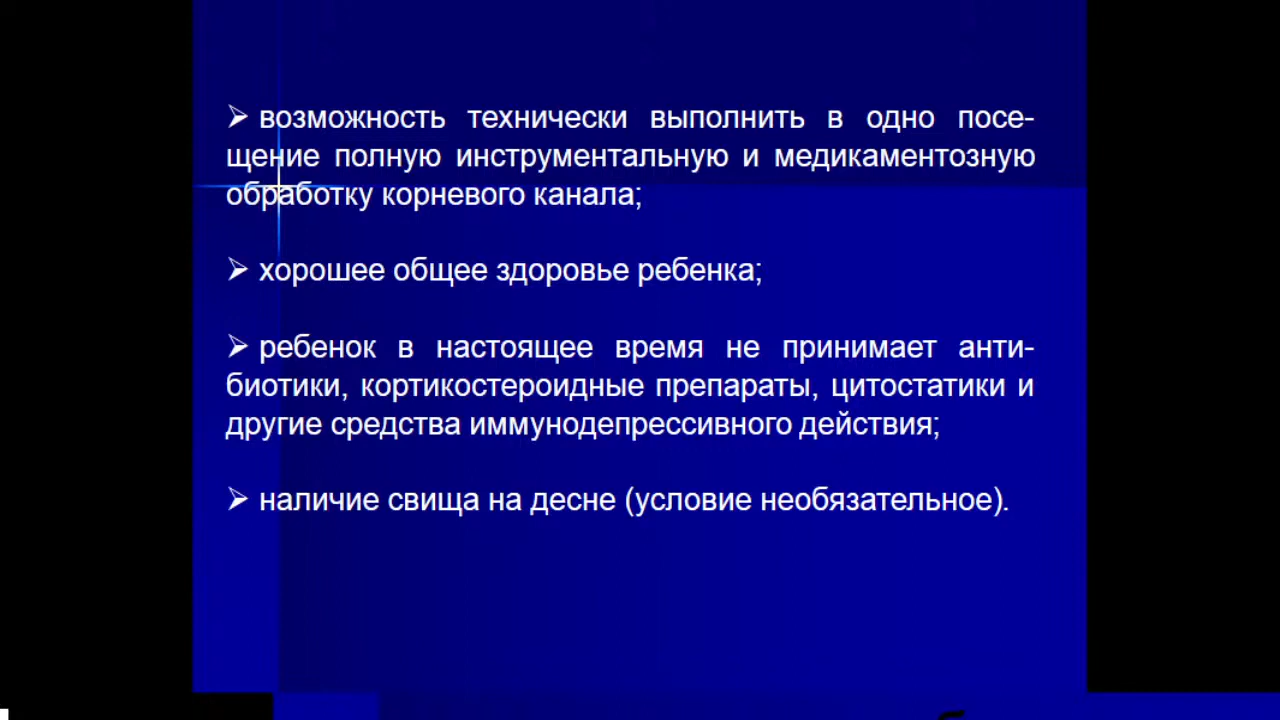 ➢ возможность технически выполнить в одно посе-
щение полную инструментальную и медикаментозную
обработку корневого канала;
➢ хорошее общее здоровье ребенка;
➢ ребенок в настоящее время не принимает анти-
биотики, кортикостероидные препараты, цитостатики и
другие средства иммунодепрессивного действия;
➢ наличие свища на десне (условие необязательное).